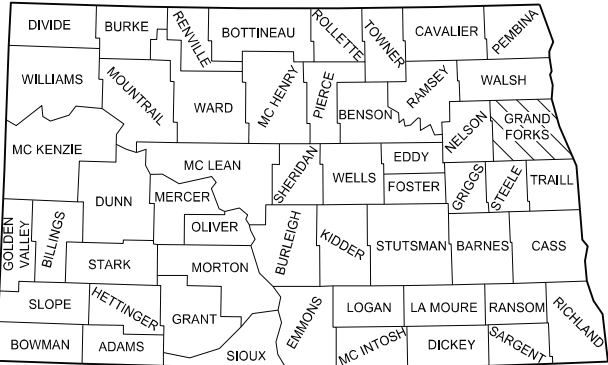 DIVIDE
BURKE
RENVILLE
BOTTINEAU
ROLLETTE
TOWNER
CAVALIER
PEMBINA
WILLIAMS
MOUNTRAIL
WARD
MC HENRY
PIERCE
BENSON
RAMSEY
WALSH
NELSON
GRAND
FORKS
MC KENZIE
DUNN
MC LEAN
MERCER
OLIVER
SHERIDAN
WELLS
EDDY
FOSTER
GRIGGS
STEELE
TRAILL
GOLDEN
VALLEY
BILLINGS
STARK
MORTON
BURLEIGH
KIDDER
STUTSMAN
BARNES
CASS
SLOPE
HETTINGER
GRANT
EMMONS
LOGAN
LA MOURE
RANSOM
RICHLAND
BOWMAN
ADAMS
SIOUX
MC INTOSH
DICKEY
SARGENT